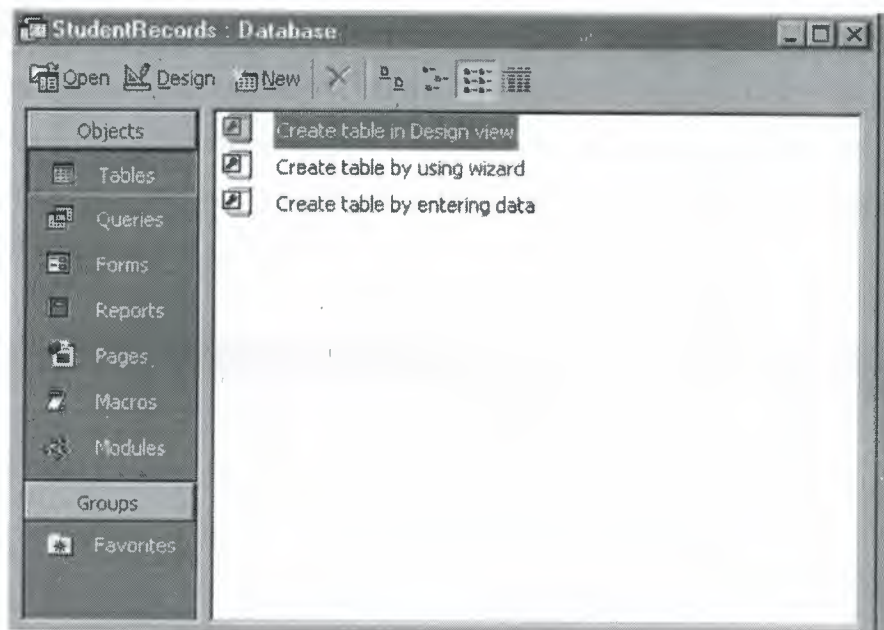 StudentRecords : Database
Open Design New
Objects
Tables
Queries
Forms
Reports
Pages
Macros
Modules
Groups
Favorites
Create table in Design view
Create table by using wizard
Create table by entering data